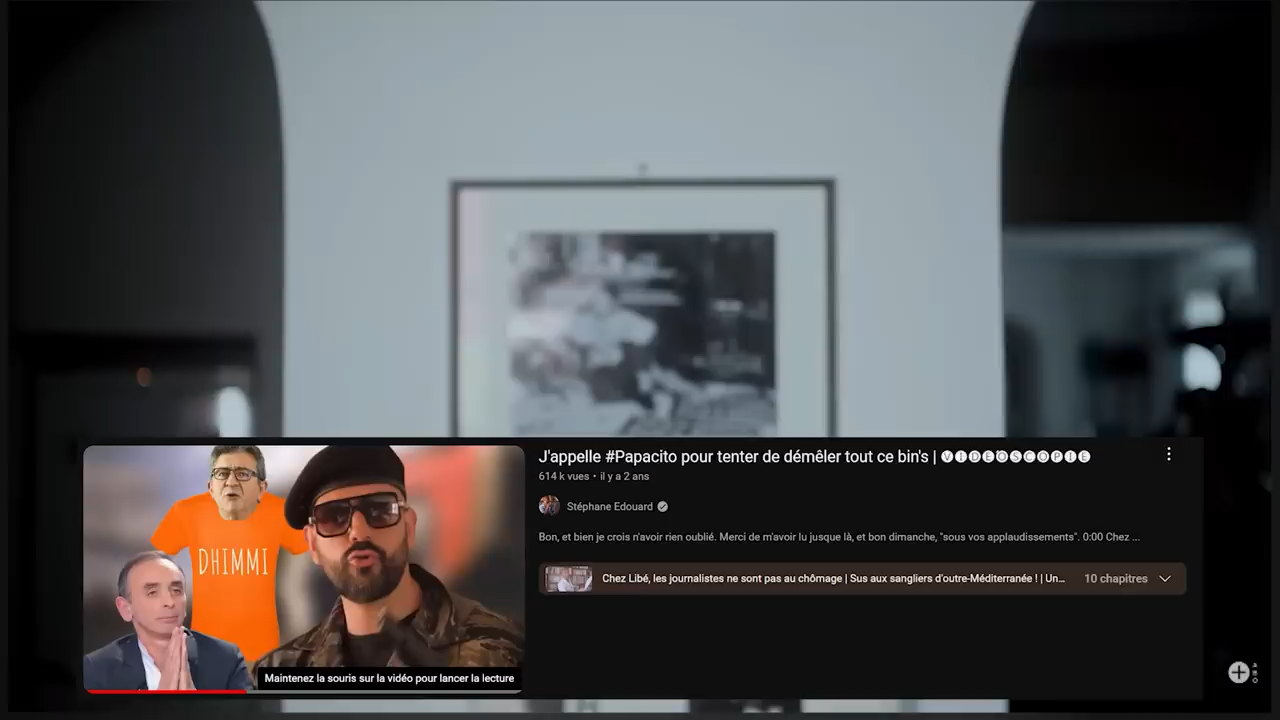 J'appelle #Papacito pour tenter de démêler tout ce bin's | 🅥🅘🅓🅔🅞🅢🅒🅞🅟🅘🅔
614 k vues • il y a 2 ans
Stéphane Edouard
Bon, et bien je crois n'avoir rien oublié. Merci de m'avoir lu jusque là, et bon dimanche, "sous vos applaudissements". 0:00 Chez ...
Chez Libé, les journalistes ne sont pas au chômage | Sus aux sangliers d'outre-Méditerranée ! | Un... 10 chapitres
DHIMMI
Maintenez la souris sur la vidéo pour lancer la lecture